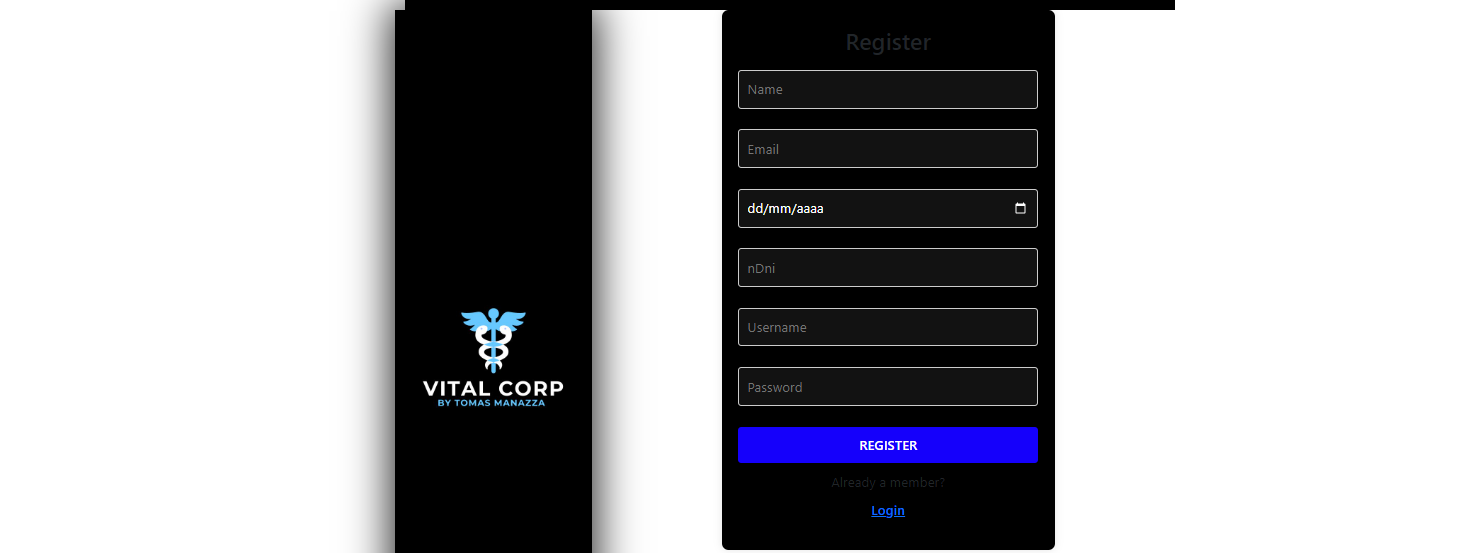 VITAL CORP
BY TOMAS MANAZZA
Register
Name
Email
dd/mm/aaaa
nDni
Username
Password
REGISTER
Already a member?
Login